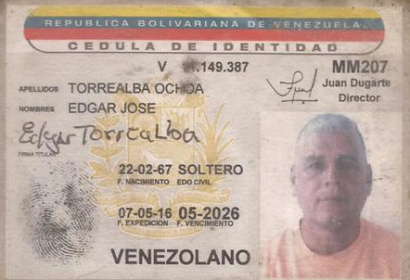 REPUBLICA BOLIVARIANA DE VENEZUELA
CEDULA DE IDENTIDAD
V .149.387
MM207
Juan Dugarte
Director
APELLIDOS TORREALBA OCHOA
NOMBRES EDGAR JOSE
Edgar Torrealba
FIRMA TITULAR
22-02-67 SOLTERO
F. NACIMIENTO EDO CIVIL
07-05-16 05-2026
F. EXPEDICION F. VENCIMIENTO
VENEZOLANO